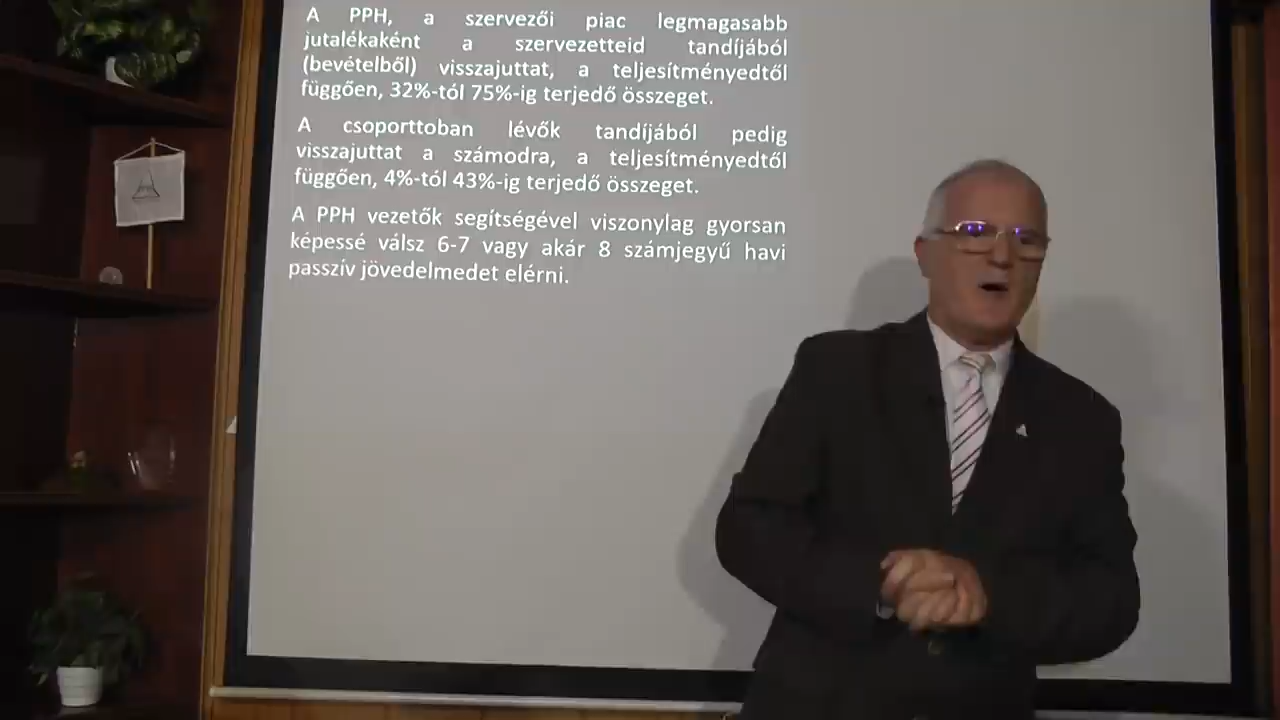 A PPH, a szervezői piac legmagasabb
jutalékaként a szervezetteid tandíjából
(bevételből) visszajuttat, a teljesítményedtől
függően, 32%-tól 75%-ig terjedő összeget.
A csoporttoban lévők tandíjából pedig
visszajuttat a számodra, a teljesítményedtől
függően, 4%-tól 43%-ig terjedő összeget.
A PPH vezetők segítségével viszonylag gyorsan
képessé válsz 6-7 vagy akár 8 számjegyű havi
passzív jövedelmedet elérni.